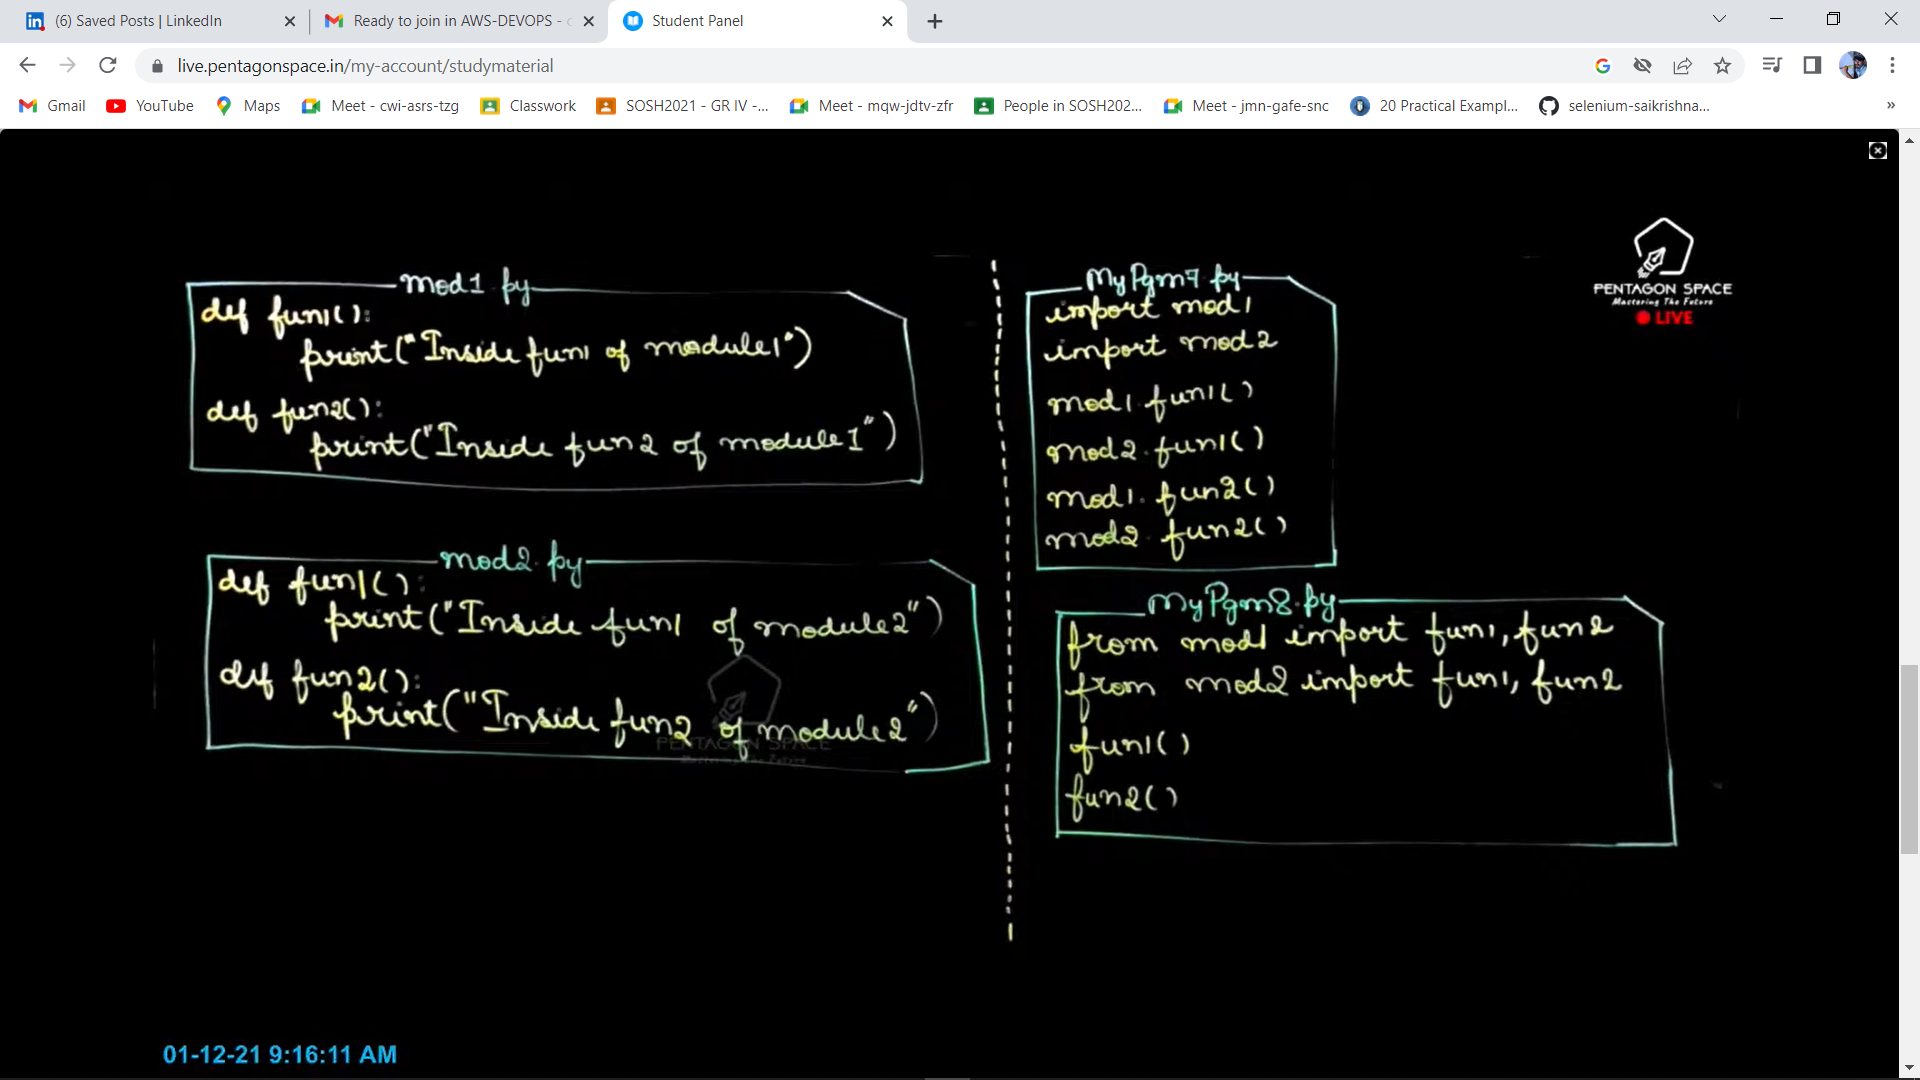 (6) Saved Posts | LinkedIn
Ready to join in AWS-DEVOPS -
Student Panel
live.pentagonspace.in/my-account/studymaterial
Gmail
YouTube
Maps
Meet - cwi-asrs-tzg
Classwork
SOSH2021 - GR IV -...
Meet - mqw-jdtv-zfr
People in SOSH202...
Meet - jmn-gafe-snc
20 Practical Exampl...
selenium-saikrishna...
»
PENTAGON SPACE
Mastering The Future
LIVE
mod1.py
def fun1():
print("Inside fun1 of module1")
def fun2():
print("Inside fun2 of module1")
mod2.py
def fun1():
print("Inside fun1 of module2")
def fun2():
print("Inside fun2 of module2")
PENTAGON SPACE
Mastering The Future
MyPgm7.py
import mod1
import mod2
mod1.fun1()
mod2.fun1()
mod1.fun2()
mod2.fun2()
MyPgm8.py
from mod1 import fun1, fun2
from mod2 import fun1, fun2
fun1()
fun2()
01-12-21 9:16:11 AM